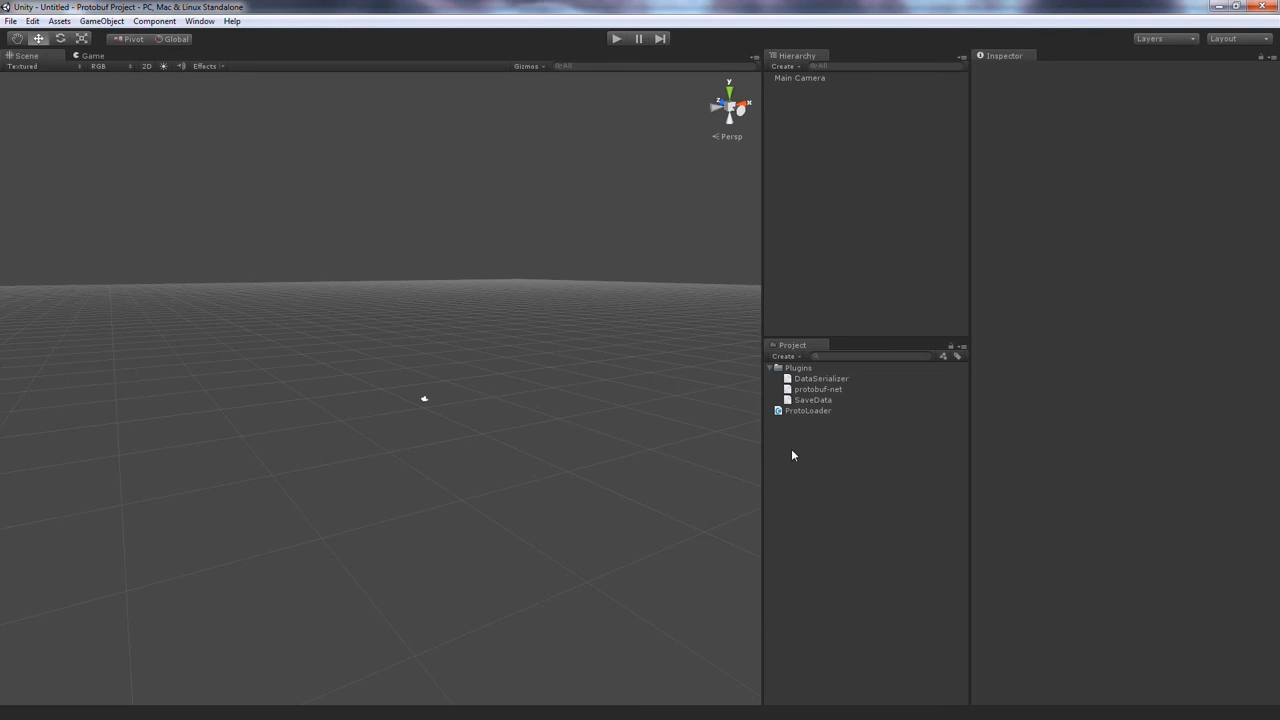 Unity - Untitled - Protobuf Project - PC, Mac & Linux Standalone
File Edit Assets GameObject Component Window Help
Pivot Global Layers Layout
Scene Game Hierarchy Inspector
Textured RGB 2D Effects Gizmos All Create All
Main Camera
y
z x
Persp
Project
Create
Plugins
DataSerializer
protobuf-net
SaveData
ProtoLoader